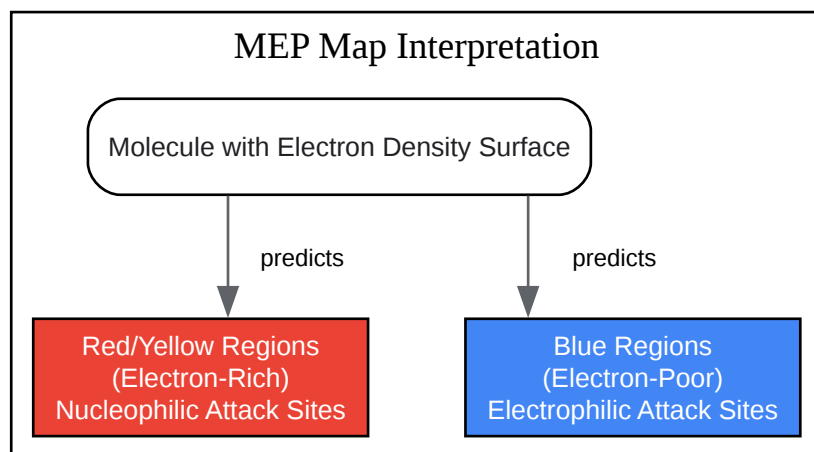 MEP Map Interpretation
Molecule with Electron Density Surface
predicts
predicts
Red/Yellow Regions
(Electron-Rich)
Nucleophilic Attack Sites
Blue Regions
(Electron-Poor)
Electrophilic Attack Sites